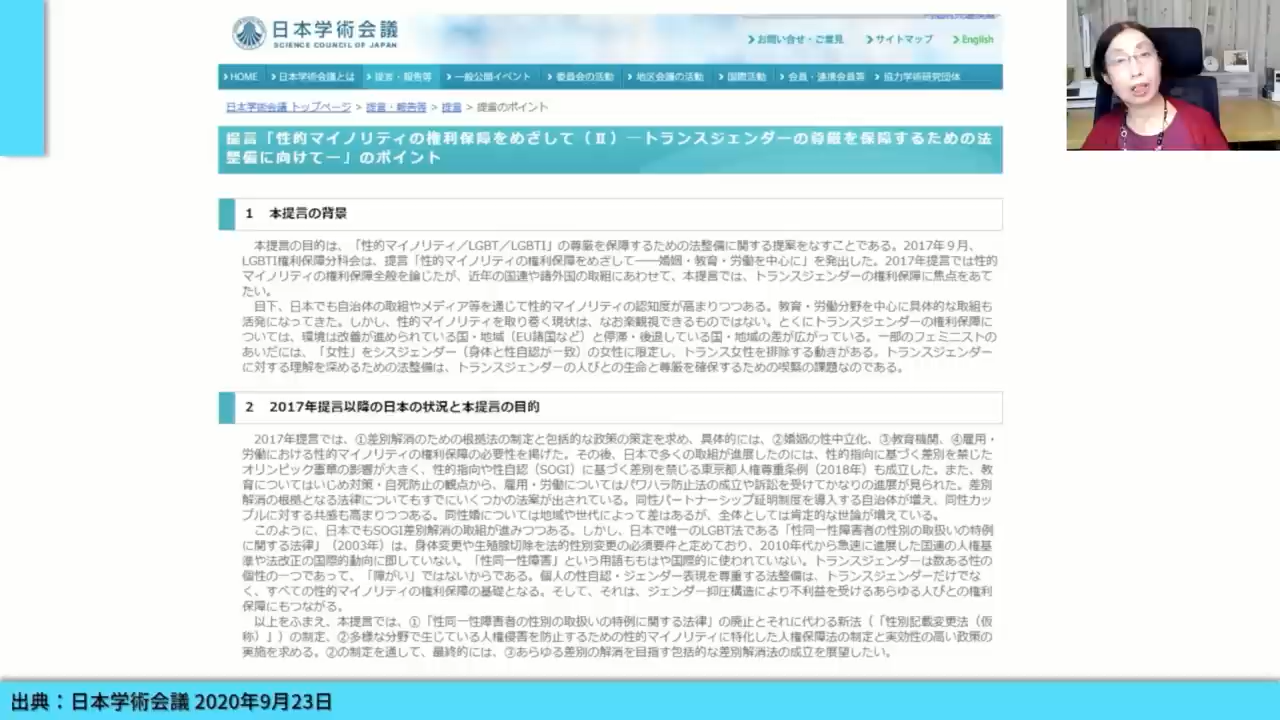 日本学術会議
SCIENCE COUNCIL OF JAPAN
お問い合せ・ご意見 サイトマップ English
HOME 日本学術会議とは 提言・報告等 一般公開イベント 委員会の活動 地区会議の活動 国際活動 会員・連携会員等 協力学術研究団体
日本学術会議 トップページ > 提言・報告等 > 提言 > 提言のポイント
提言「性的マイノリティの権利保障をめざして（Ⅱ）―トランスジェンダーの尊厳を保障するための法
整備に向けて―」のポイント
1 本提言の背景
本提言の目的は、「性的マイノリティ／LGBT／LGBTI」の尊厳を保障するための法整備に関する提案をなすことである。2017年９月、
LGBTI権利保障分科会は、提言「性的マイノリティの権利保障をめざして――婚姻・教育・労働を中心に」を発出した。2017年提言では性的
マイノリティの権利保障全般を論じたが、近年の国連や諸外国の取組にあわせて、本提言では、トランスジェンダーの権利保障に焦点をあて
たい。
目下、日本でも自治体の取組やメディア等を通じて性的マイノリティの認知度が高まりつつある。教育・労働分野を中心に具体的な取組も
活発になってきた。しかし、性的マイノリティを取り巻く現状は、なお楽観視できるものではない。とくにトランスジェンダーの権利保障に
ついては、環境は改善が進められている国・地域（EU諸国など）と停滞・後退している国・地域の差が広がっている。一部のフェミニストの
あいだには、「女性」をシスジェンダー（身体と性自認が一致）の女性に限定し、トランス女性を排除する動きがある。トランスジェンダー
に対する理解を深めるための法整備は、トランスジェンダーの人びとの生命と尊厳を確保するための喫緊の課題なのである。
2 2017年提言以降の日本の状況と本提言の目的
2017年提言では、①差別解消のための根拠法の制定と包括的な政策の策定を求め、具体的には、②婚姻の性中立化、③教育機関、④雇用・
労働における性的マイノリティの権利保障の必要性を掲げた。その後、日本で多くの取組が進展したのには、性的指向に基づく差別を禁じた
オリンピック憲章の影響が大きく、性的指向や性自認（SOGI）に基づく差別を禁じる東京都人権尊重条例（2018年）も成立した。また、教
育についてはいじめ対策・自死防止の観点から、雇用・労働についてはパワハラ防止法の成立や訴訟を受けてかなりの進展が見られた。差別
解消の根拠となる法律についてもすでにいくつかの法案が出されている。同性パートナーシップ証明制度を導入する自治体が増え、同性カッ
プルに対する共感も高まりつつある。同性婚については地域や世代によって差はあるが、全体としては肯定的な世論が増えている。
このように、日本でもSOGI差別解消の取組が進みつつある。しかし、日本で唯一のLGBT法である「性同一性障害者の性別の取扱いの特例
に関する法律」（2003年）は、身体変更や生殖腺切除を法的性別変更の必須要件と定めており、2010年代から急速に進展した国連の人権基
準や法改正の国際的動向に即していない。「性同一性障害」という用語ももはや国際的に使われていない。トランスジェンダーは数ある性の
個性の一つであって、「障がい」ではないからである。個人の性自認・ジェンダー表現を尊重する法整備は、トランスジェンダーだけでな
く、すべての性的マイノリティの権利保障の基礎となる。そして、それは、ジェンダー抑圧構造により不利益を受けるあらゆる人びとの権利
保障にもつながる。
以上をふまえ、本提言では、①「性同一性障害者の性別の取扱いの特例に関する法律」の廃止とそれに代わる新法（「性別記載変更法（仮
称）」）の制定、②多様な分野で生じている人権侵害を防止するための性的マイノリティに特化した人権保障法の制定と実効性の高い政策の
実施を求める。②の制定を通して、最終的には、③あらゆる差別の解消を目指す包括的な差別解消法の成立を展望したい。
出典：日本学術会議 2020年9月23日